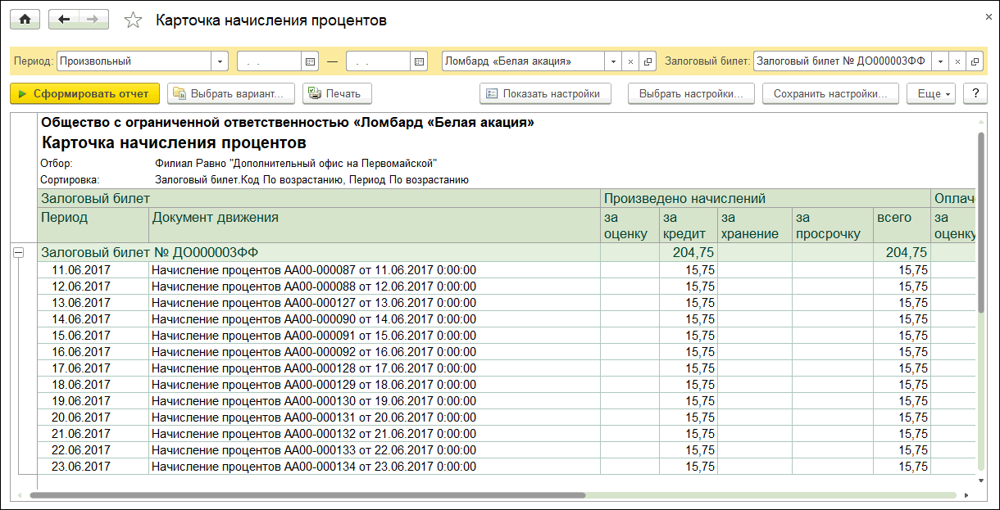 Карточка начисления процентов
Период: Произвольный . . — . . Ломбард «Белая акация» Залоговый билет: Залоговый билет № ДО000003ФФ
Сформировать отчет Выбрать вариант... Печать Показать настройки Выбрать настройки... Сохранить настройки... Еще ?
Общество с ограниченной ответственностью «Ломбард «Белая акация»
Карточка начисления процентов
Отбор: Филиал Равно "Дополнительный офис на Первомайской"
Сортировка: Залоговый билет.Код По возрастанию, Период По возрастанию
Залоговый билет Произведено начислений Оплаче
Период Документ движения за оценку за кредит за хранение за просрочку всего за оценку
Залоговый билет № ДО000003ФФ 204,75 204,75
11.06.2017 Начисление процентов АА00-000087 от 11.06.2017 0:00:00 15,75 15,75
12.06.2017 Начисление процентов АА00-000088 от 12.06.2017 0:00:00 15,75 15,75
13.06.2017 Начисление процентов АА00-000127 от 13.06.2017 0:00:00 15,75 15,75
14.06.2017 Начисление процентов АА00-000090 от 14.06.2017 0:00:00 15,75 15,75
15.06.2017 Начисление процентов АА00-000091 от 15.06.2017 0:00:00 15,75 15,75
16.06.2017 Начисление процентов АА00-000092 от 16.06.2017 0:00:00 15,75 15,75
17.06.2017 Начисление процентов АА00-000128 от 17.06.2017 0:00:00 15,75 15,75
18.06.2017 Начисление процентов АА00-000129 от 18.06.2017 0:00:00 15,75 15,75
19.06.2017 Начисление процентов АА00-000130 от 19.06.2017 0:00:00 15,75 15,75
20.06.2017 Начисление процентов АА00-000131 от 20.06.2017 0:00:00 15,75 15,75
21.06.2017 Начисление процентов АА00-000132 от 21.06.2017 0:00:00 15,75 15,75
22.06.2017 Начисление процентов АА00-000133 от 22.06.2017 0:00:00 15,75 15,75
23.06.2017 Начисление процентов АА00-000134 от 23.06.2017 0:00:00 15,75 15,75